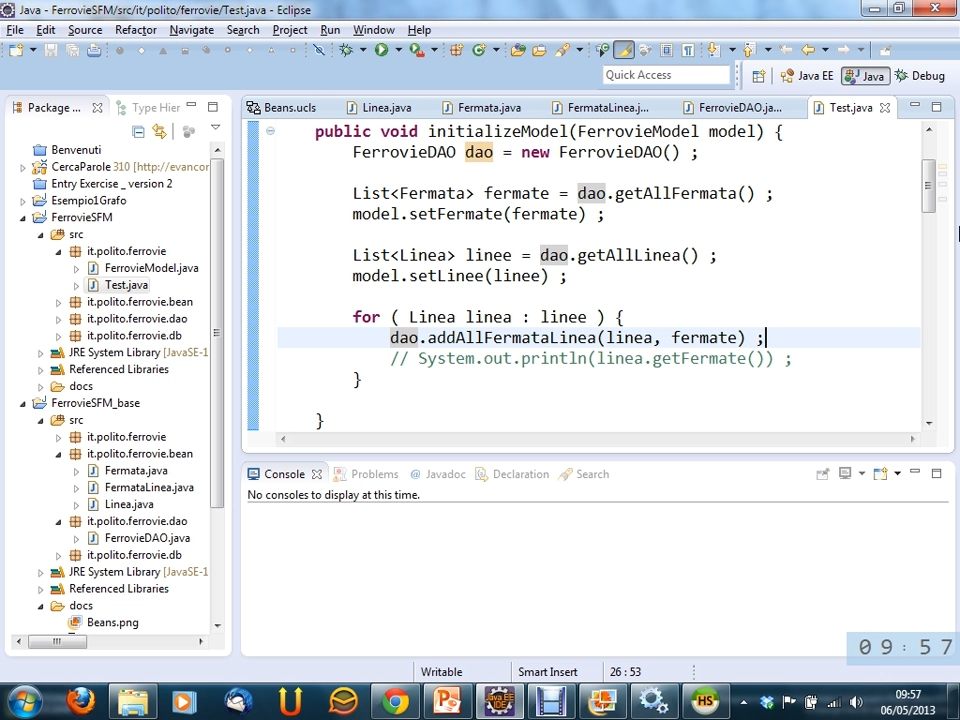 Java - FerrovieSFM/src/it/polito/ferrovie/Test.java - Eclipse
File Edit Source Refactor Navigate Search Project Run Window Help
Quick Access
Java EE Java Debug
Package ... Type Hier
Beans.ucls Linea.java Fermata.java FermataLinea.j... FerrovieDAO.ja... Test.java
Benvenuti
CercaParole 310 [http://evancor
Entry Exercise _ version 2
Esempio1Grafo
FerrovieSFM
src
it.polito.ferrovie
FerrovieModel.java
Test.java
it.polito.ferrovie.bean
it.polito.ferrovie.dao
it.polito.ferrovie.db
JRE System Library [JavaSE-1
Referenced Libraries
docs
FerrovieSFM_base
src
it.polito.ferrovie
it.polito.ferrovie.bean
Fermata.java
FermataLinea.java
Linea.java
it.polito.ferrovie.dao
FerrovieDAO.java
it.polito.ferrovie.db
JRE System Library [JavaSE-1
Referenced Libraries
docs
Beans.png
public void initializeModel(FerrovieModel model) {
FerrovieDAO dao = new FerrovieDAO() ;
List<Fermata> fermate = dao.getAllFermata() ;
model.setFermate(fermate) ;
List<Linea> linee = dao.getAllLinea() ;
model.setLinee(linee) ;
for ( Linea linea : linee ) {
dao.addAllFermataLinea(linea, fermate) ;
// System.out.println(linea.getFermate()) ;
}
}
Console Problems @ Javadoc Declaration Search
No consoles to display at this time.
09:57
Writable Smart Insert 26 : 53
Java EE IDE
HS
09:57
06/05/2013